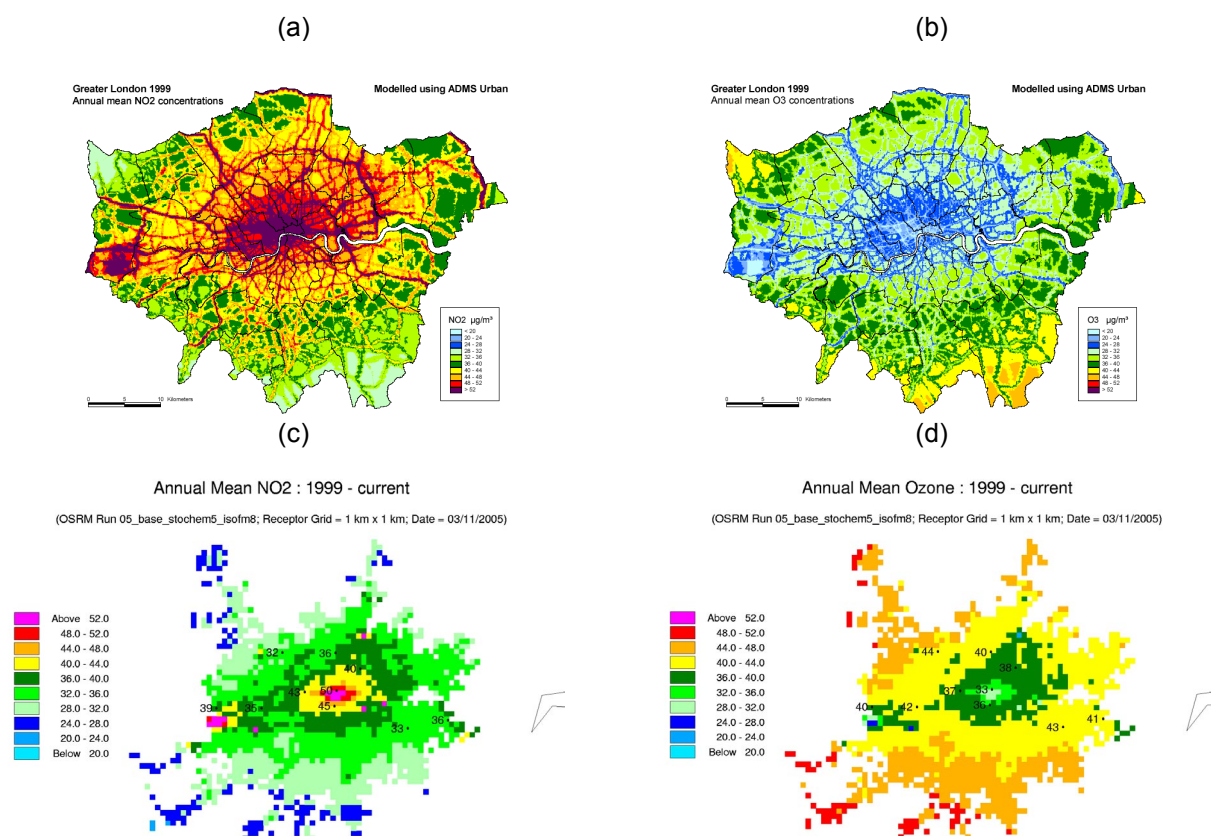 (a)
(b)
Greater London 1999
Annual mean NO2 concentrations
Modelled using ADMS Urban
NO2 µg/m³
< 20
20 - 24
24 - 28
28 - 32
32 - 36
36 - 40
40 - 44
44 - 48
48 - 52
> 52
0 5 10 Kilometers
Greater London 1999
Annual mean O3 concentrations
Modelled using ADMS Urban
O3 µg/m³
< 20
20 - 24
24 - 28
28 - 32
32 - 36
36 - 40
40 - 44
44 - 48
48 - 52
> 52
0 5 10 Kilometers
(c)
(d)
Annual Mean NO2 : 1999 - current
(OSRM Run 05_base_stochem5_isofm8; Receptor Grid = 1 km x 1 km; Date = 03/11/2005)
Above 52.0
48.0 - 52.0
44.0 - 48.0
40.0 - 44.0
36.0 - 40.0
32.0 - 36.0
28.0 - 32.0
24.0 - 28.0
20.0 - 24.0
Below 20.0
32
36
40
43
50
39
35
45
36
33
Annual Mean Ozone : 1999 - current
(OSRM Run 05_base_stochem5_isofm8; Receptor Grid = 1 km x 1 km; Date = 03/11/2005)
Above 52.0
48.0 - 52.0
44.0 - 48.0
40.0 - 44.0
36.0 - 40.0
32.0 - 36.0
28.0 - 32.0
24.0 - 28.0
20.0 - 24.0
Below 20.0
44
40
38
37
33
40
42
36
41
43